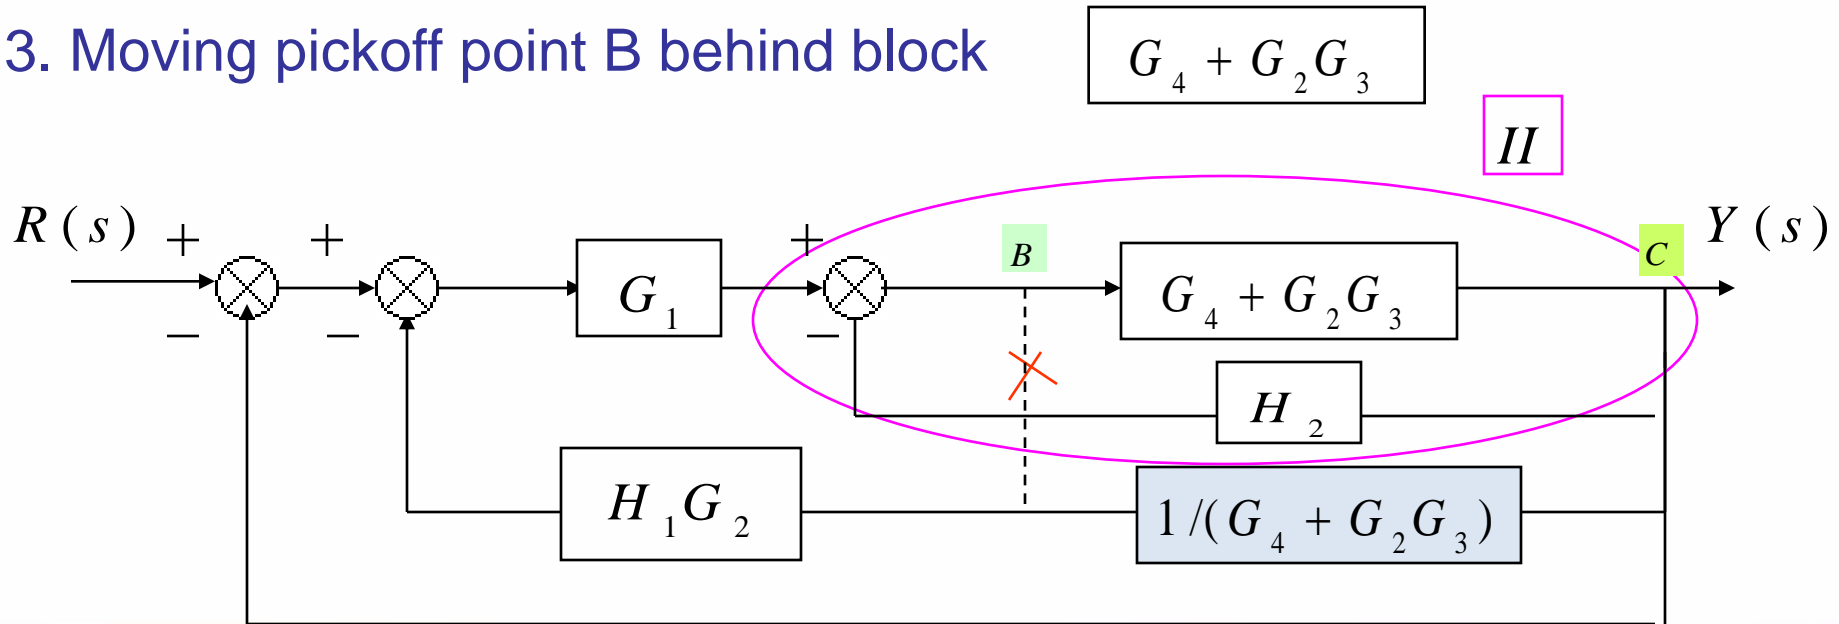 3. Moving pickoff point B behind block
G₄ + G₂G₃
II
R(s)
+
+
+
B
C
Y(s)
G₁
G₄ + G₂G₃
−
−
−
H₂
H₁G₂
1/(G₄ + G₂G₃)